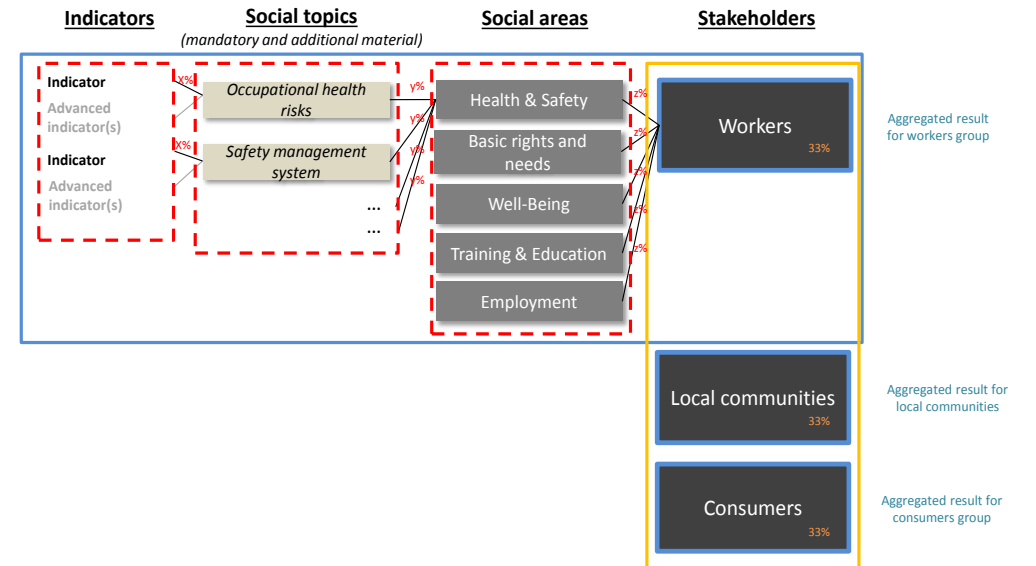 Indicators
Social topics
(mandatory and additional material)
Social areas
Stakeholders
Indicator
Advanced
indicator(s)
Indicator
Advanced
indicator(s)
X%
X%
Occupational health
risks
Safety management
system
...
...
y%
y%
y%
y%
Health & Safety
Basic rights and
needs
Well-Being
Training & Education
Employment
z%
z%
z%
z%
z%
Workers
33%
Aggregated result
for workers group
Local communities
33%
Aggregated result for
local communities
Consumers
33%
Aggregated result for
consumers group